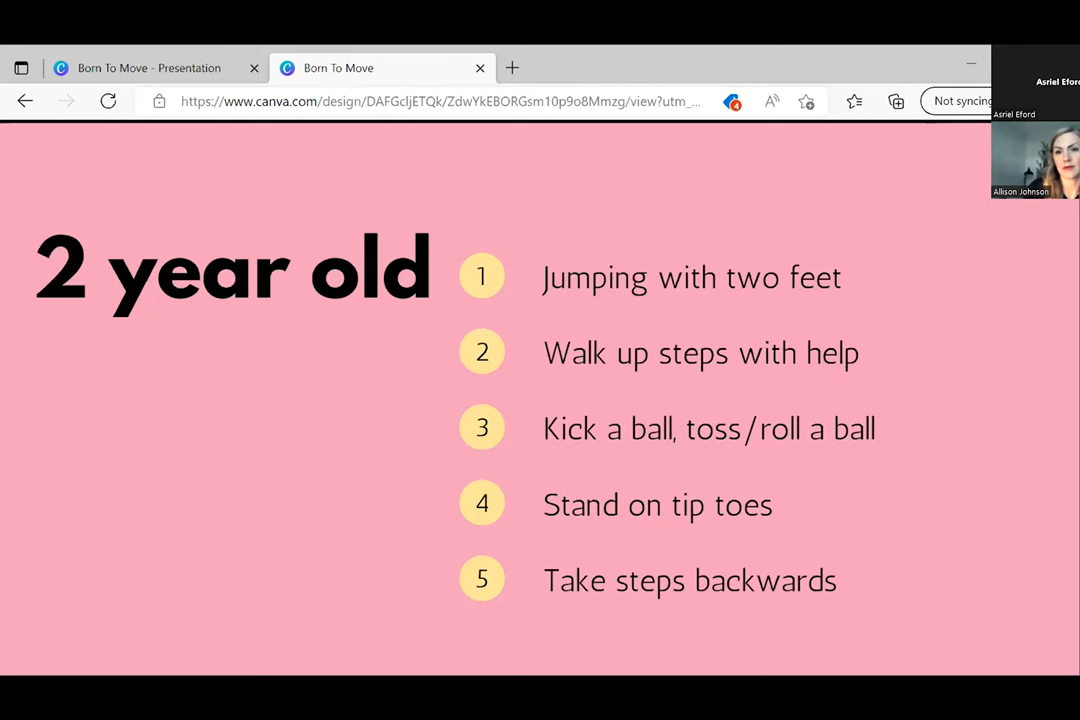 Born To Move - Presentation
Born To Move
https://www.canva.com/design/DAFGcljETQk/ZdwYkEBORGsm10p9o8Mmzg/view?utm_...
4
Not syncing
Asriel Eford
Asriel Eford
Allison Johnson
2 year old
1 Jumping with two feet
2 Walk up steps with help
3 Kick a ball, toss/roll a ball
4 Stand on tip toes
5 Take steps backwards